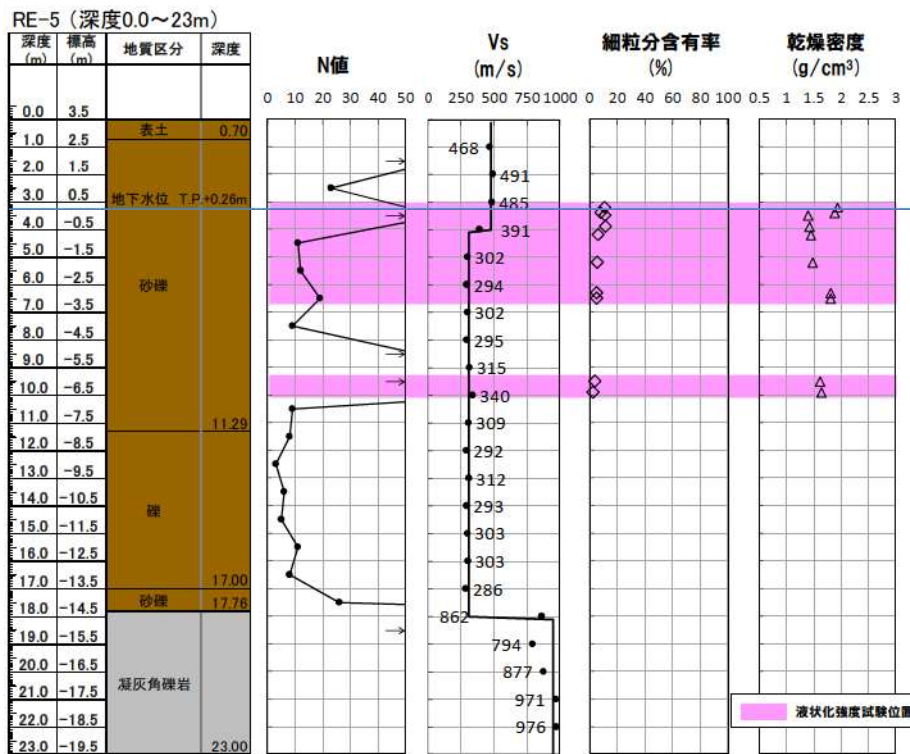 RE-5（深度0.0～23m）
深度
(m)
標高
(m)
地質区分
深度
N値
Vs
(m/s)
細粒分含有率
(%)
乾燥密度
(g/cm³)
0 10 20 30 40 50
0 250 500 750 1000
0 20 40 60 80 100
0.5 1 1.5 2 2.5 3
0.0 3.5
表土 0.70
1.0 2.5
468
2.0 1.5
491
3.0 0.5
地下水位 T.P.+0.26m
485
4.0 -0.5
391
5.0 -1.5
302
6.0 -2.5
砂礫
294
7.0 -3.5
302
8.0 -4.5
295
9.0 -5.5
315
10.0 -6.5
340
11.0 -7.5
11.29
309
12.0 -8.5
292
13.0 -9.5
312
14.0 -10.5
礫
293
15.0 -11.5
303
16.0 -12.5
303
17.0 -13.5
17.00
286
砂礫 17.76
18.0 -14.5
862
19.0 -15.5
794
20.0 -16.5
877
凝灰角礫岩
21.0 -17.5
971
液状化強度試験位置
22.0 -18.5
976
23.0 -19.5
23.00